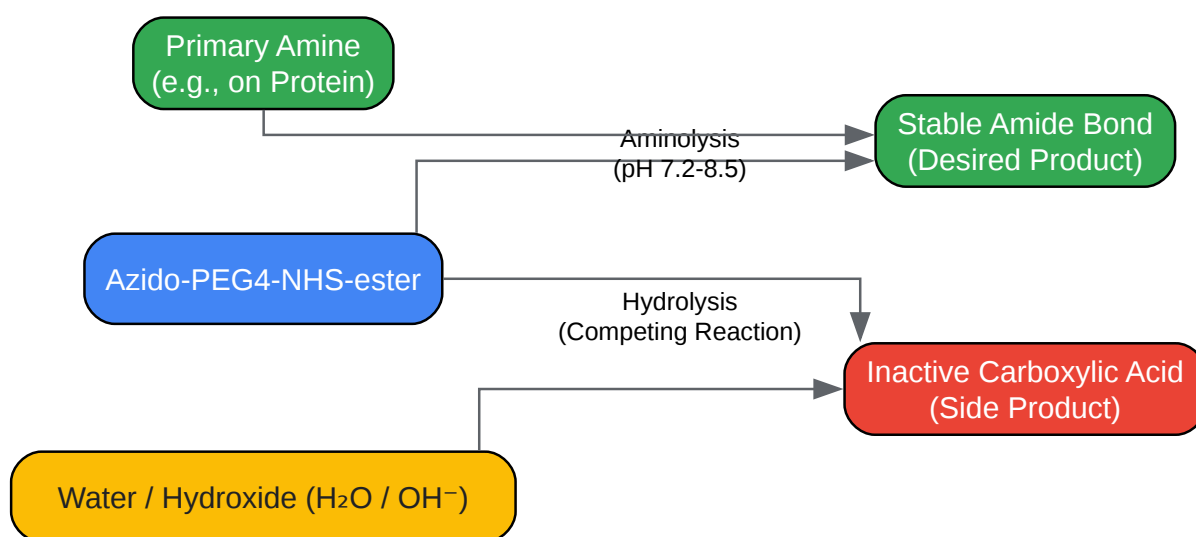 Primary Amine
(e.g., on Protein)
Stable Amide Bond
(Desired Product)
Aminolysis
(pH 7.2-8.5)
Azido-PEG4-NHS-ester
Hydrolysis
(Competing Reaction)
Inactive Carboxylic Acid
(Side Product)
Water / Hydroxide (H₂O / OH⁻)